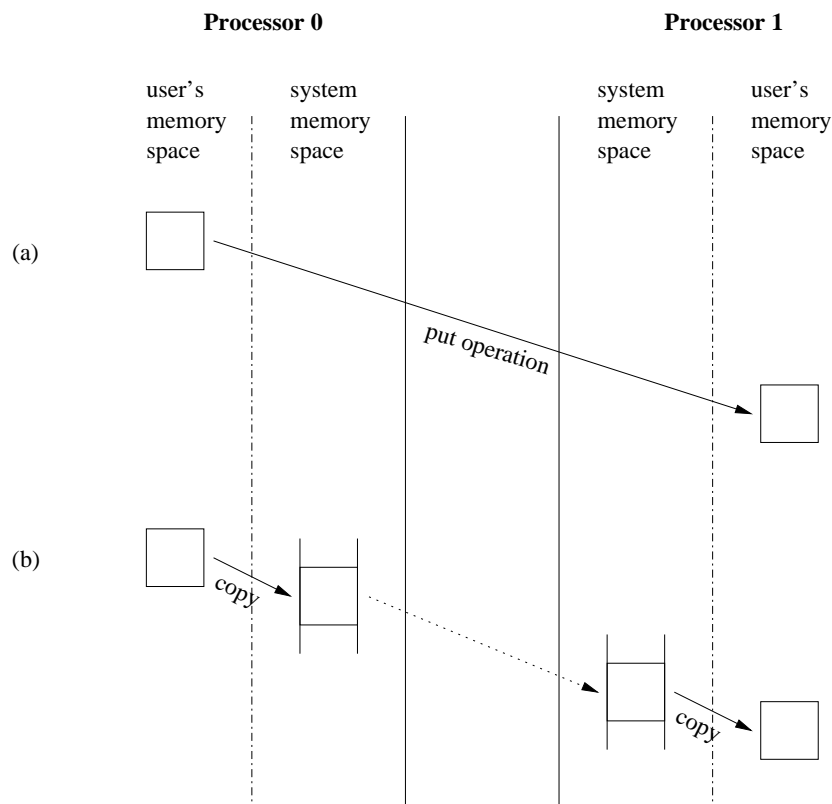 Processor 0
Processor 1
user's
memory
space
system
memory
space
system
memory
space
user's
memory
space
(a)
put operation
(b)
copy
copy